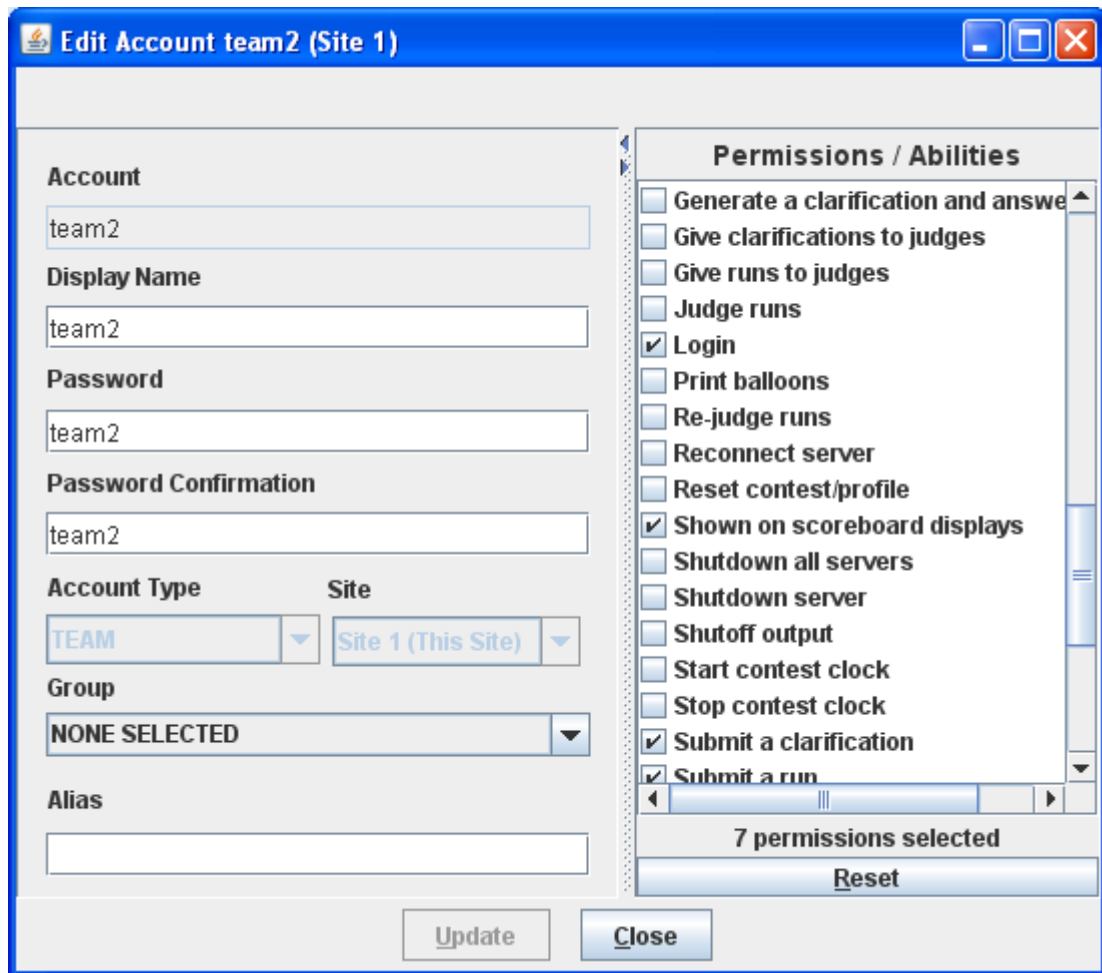 Edit Account team2 (Site 1)
Account
team2
Display Name
team2
Password
team2
Password Confirmation
team2
Account Type
Site
TEAM
Site 1 (This Site)
Group
NONE SELECTED
Alias
Permissions / Abilities
Generate a clarification and answe
Give clarifications to judges
Give runs to judges
Judge runs
Login
Print balloons
Re-judge runs
Reconnect server
Reset contest/profile
Shown on scoreboard displays
Shutdown all servers
Shutdown server
Shutoff output
Start contest clock
Stop contest clock
Submit a clarification
Submit a run
7 permissions selected
Reset
Update
Close